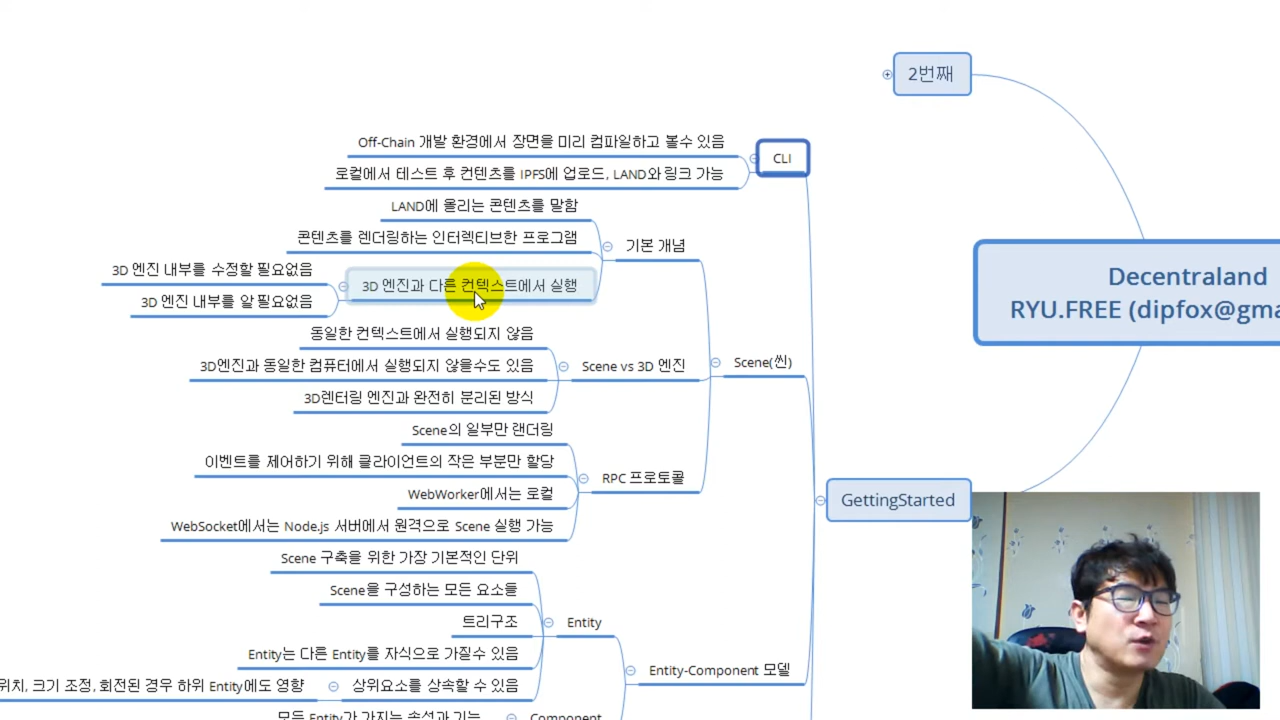 2번째
Off-Chain 개발 환경에서 장면을 미리 컴파일하고 볼수 있음
CLI
로컬에서 테스트 후 컨텐츠를 IPFS에 업로드, LAND와 링크 가능
LAND에 올리는 콘텐츠를 말함
콘텐츠를 렌더링하는 인터렉티브한 프로그램
기본 개념
3D 엔진 내부를 수정할 필요없음
3D 엔진과 다른 컨텍스트에서 실행
3D 엔진 내부를 알 필요없음
Decentraland
RYU.FREE (dipfox@gma
동일한 컨텍스트에서 실행되지 않음
3D엔진과 동일한 컴퓨터에서 실행되지 않을수도 있음
Scene vs 3D 엔진
Scene(씬)
3D렌터링 엔진과 완전히 분리된 방식
Scene의 일부만 랜더링
이벤트를 제어하기 위해 클라이언트의 작은 부분만 할당
RPC 프로토콜
WebWorker에서는 로컬
GettingStarted
WebSocket에서는 Node.js 서버에서 원격으로 Scene 실행 가능
Scene 구축을 위한 가장 기본적인 단위
Scene을 구성하는 모든 요소들
트리구조
Entity
Entity는 다른 Entity를 자식으로 가질수 있음
Entity-Component 모델
위치, 크기 조정, 회전된 경우 하위 Entity에도 영향
상위요소를 상속할 수 있음
모든 Entity가 가지는 속성과 기능
Component